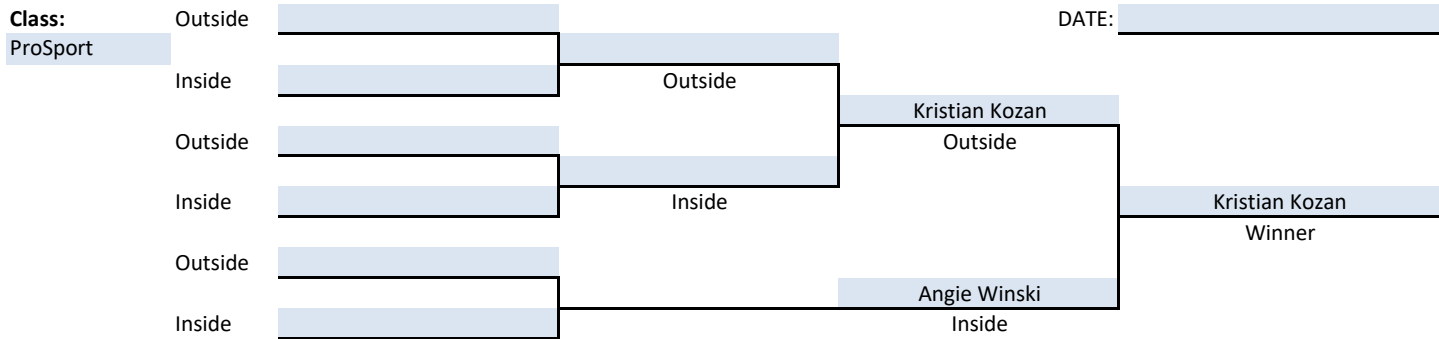 Class: Outside DATE:
ProSport
Inside Outside
Kristian Kozan
Outside Outside
Inside Inside Kristian Kozan
Winner
Outside
Angie Winski
Inside Inside